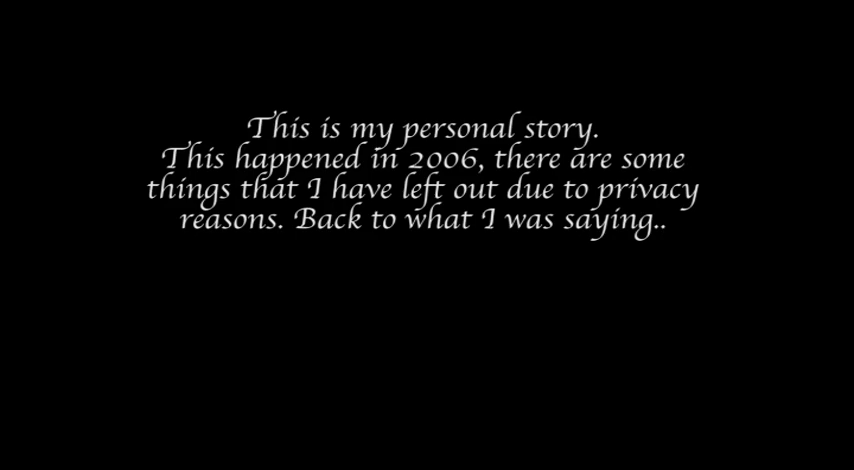 This is my personal story.
This happened in 2006, there are some
things that I have left out due to privacy
reasons. Back to what I was saying..